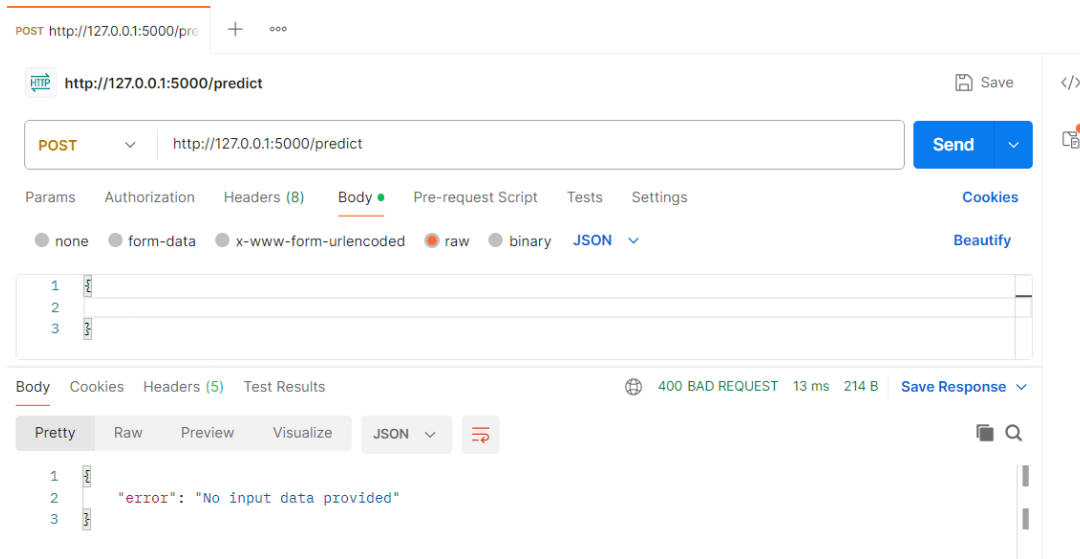 POST http://127.0.0.1:5000/pre
HTTP http://127.0.0.1:5000/predict
Save
POST
http://127.0.0.1:5000/predict
Send
Params Authorization Headers (8) Body Pre-request Script Tests Settings Cookies
none form-data x-www-form-urlencoded raw binary JSON Beautify
1 {
2
3 }
Body Cookies Headers (5) Test Results 400 BAD REQUEST 13 ms 214 B Save Response
Pretty Raw Preview Visualize JSON
1 {
2 "error": "No input data provided"
3 }